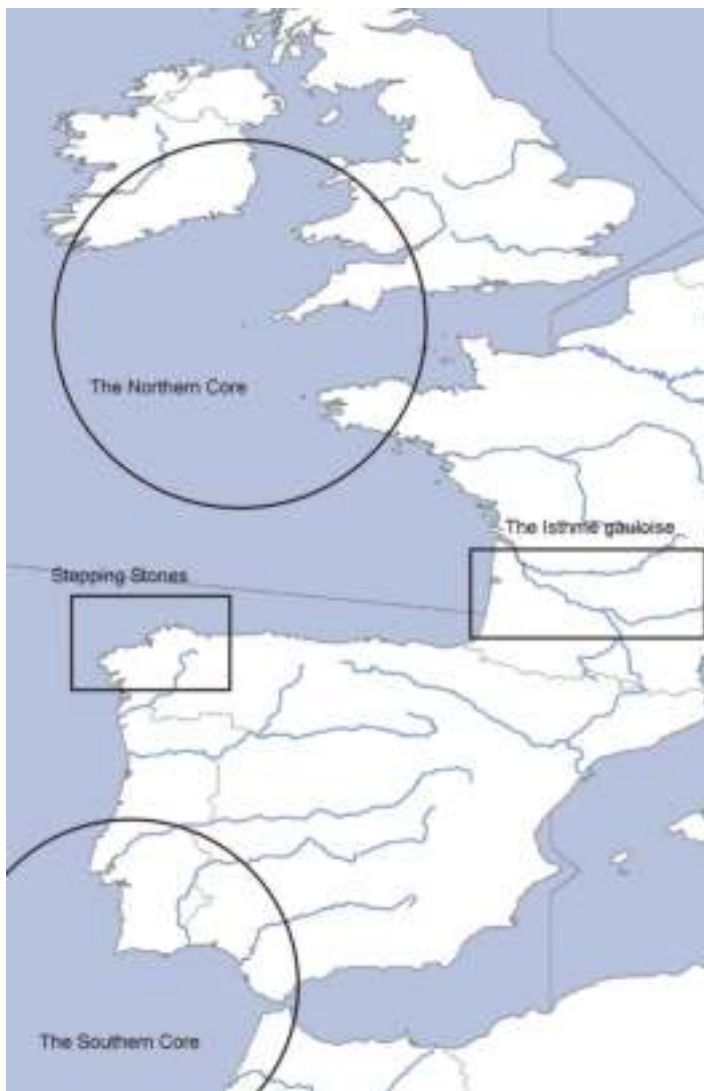 The Northern Core
The Isthme gauloise
Stepping Stones
The Southern Core